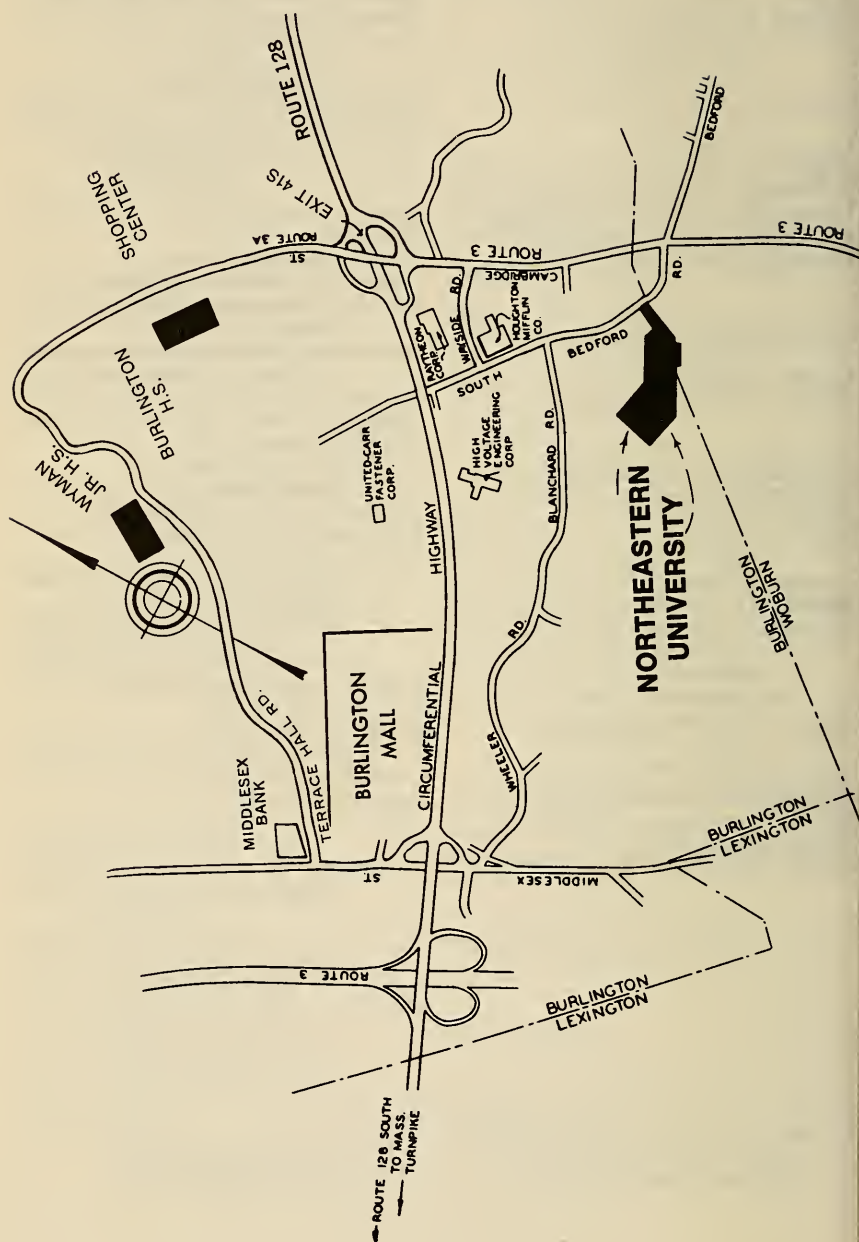 SHOPPING
CENTER
ROUTE 128
EXIT 41S
ROUTE 3A
ST.
BURLINGTON
H.S.
WYMAN
JR. H.S.
RAYTHEON
CORP.
WAYSIDE RD.
CAMBRIDGE
ROUTE 3
HOUGHTON
MIFFLIN
CO.
BEDFORD
ROUTE 3
SOUTH
BEDFORD
RD.
UNITED-CARR
FASTENER
CORP.
HIGH
VOLTAGE
ENGINEERING
CORP
BLANCHARD RD.
HIGHWAY
CIRCUMFERENTIAL
NORTHEASTERN
UNIVERSITY
BURLINGTON
WOBURN
BURLINGTON
MALL
TERRACE HALL RD.
MIDDLESEX
BANK
WHEELER RD.
ST.
MIDDLESEX
BURLINGTON
LEXINGTON
ROUTE 3
BURLINGTON
LEXINGTON
ROUTE 128 SOUTH
TO MASS.
TURNPIKE